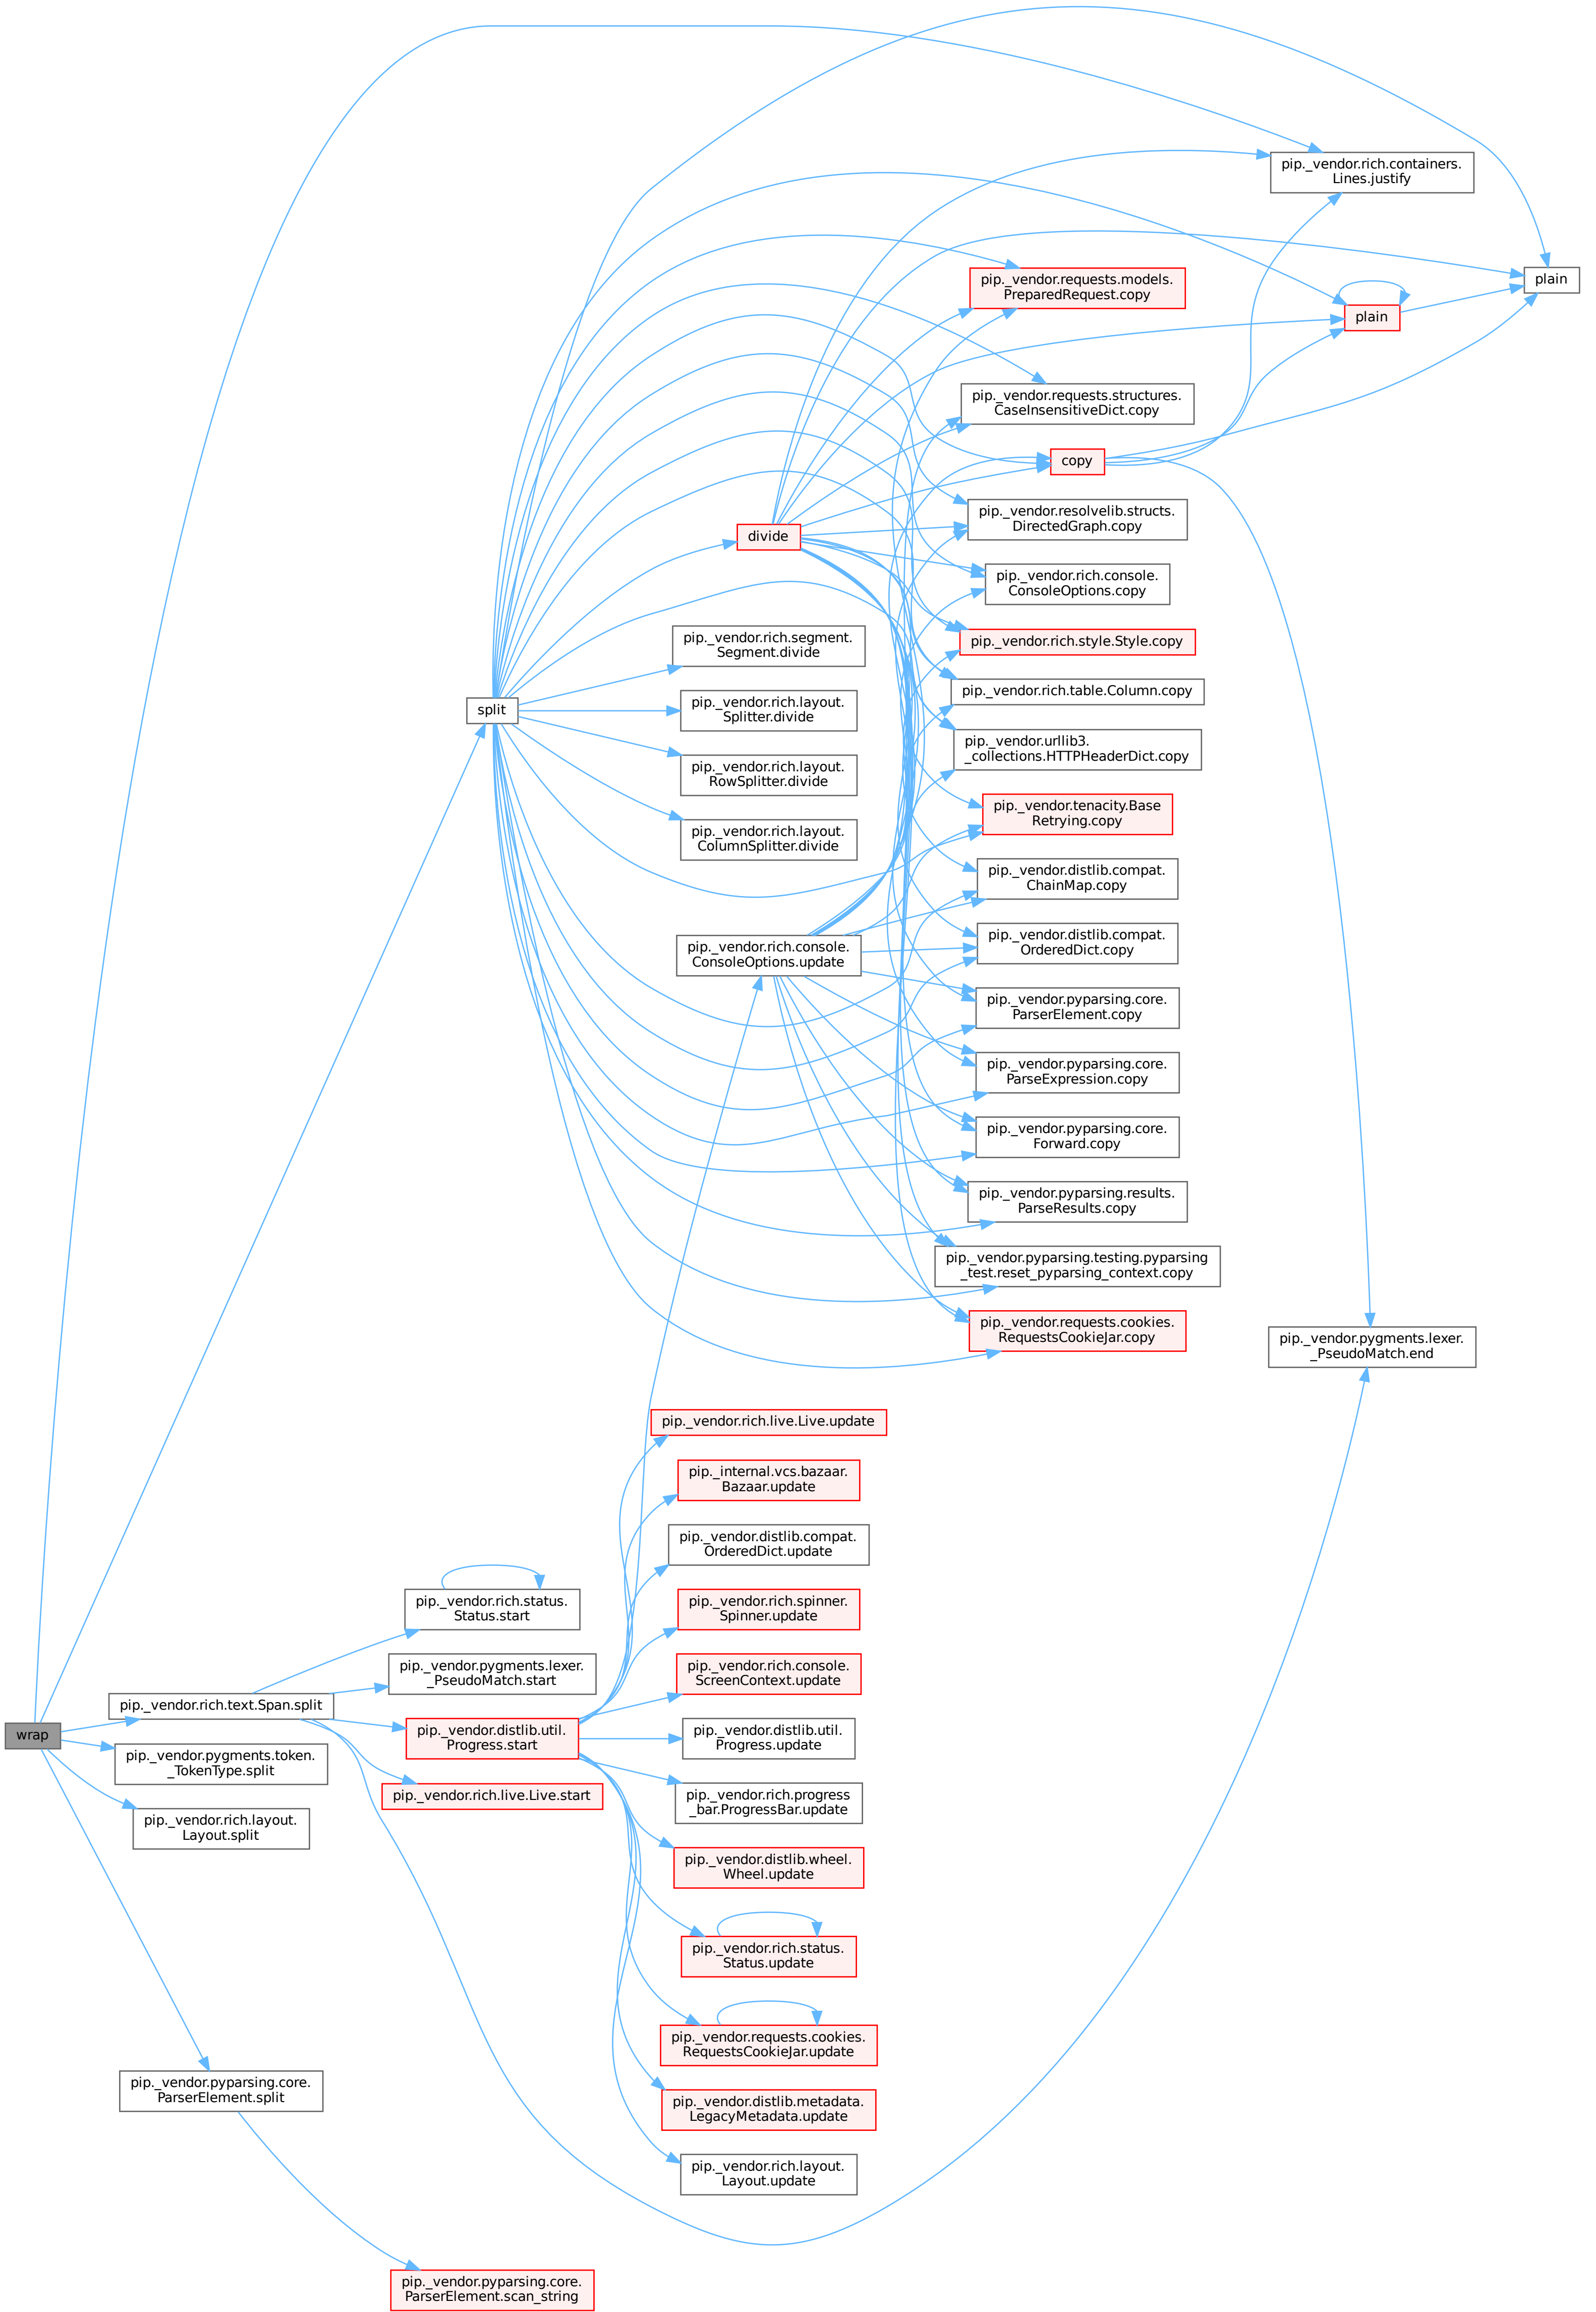 pip._vendor.rich.containers.
Lines.justify
plain
pip._vendor.requests.models.
PreparedRequest.copy
plain
pip._vendor.requests.structures.
CaseInsensitiveDict.copy
copy
pip._vendor.resolvelib.structs.
DirectedGraph.copy
divide
pip._vendor.rich.console.
ConsoleOptions.copy
pip._vendor.rich.segment.
Segment.divide
pip._vendor.rich.style.Style.copy
pip._vendor.rich.table.Column.copy
split
pip._vendor.rich.layout.
Splitter.divide
pip._vendor.urllib3.
_collections.HTTPHeaderDict.copy
pip._vendor.rich.layout.
RowSplitter.divide
pip._vendor.tenacity.Base
Retrying.copy
pip._vendor.rich.layout.
ColumnSplitter.divide
pip._vendor.distlib.compat.
ChainMap.copy
pip._vendor.rich.console.
ConsoleOptions.update
pip._vendor.distlib.compat.
OrderedDict.copy
pip._vendor.pyparsing.core.
ParserElement.copy
pip._vendor.pyparsing.core.
ParseExpression.copy
pip._vendor.pyparsing.core.
Forward.copy
pip._vendor.pyparsing.results.
ParseResults.copy
pip._vendor.pyparsing.testing.pyparsing
_test.reset_pyparsing_context.copy
pip._vendor.requests.cookies.
RequestsCookieJar.copy
pip._vendor.pygments.lexer.
_PseudoMatch.end
pip._vendor.rich.live.Live.update
pip._internal.vcs.bazaar.
Bazaar.update
pip._vendor.distlib.compat.
OrderedDict.update
pip._vendor.rich.status.
Status.start
pip._vendor.rich.spinner.
Spinner.update
pip._vendor.pygments.lexer.
_PseudoMatch.start
pip._vendor.rich.console.
ScreenContext.update
pip._vendor.rich.text.Span.split
wrap
pip._vendor.distlib.util.
Progress.start
pip._vendor.distlib.util.
Progress.update
pip._vendor.pygments.token.
_TokenType.split
pip._vendor.rich.live.Live.start
pip._vendor.rich.progress
_bar.ProgressBar.update
pip._vendor.rich.layout.
Layout.split
pip._vendor.distlib.wheel.
Wheel.update
pip._vendor.rich.status.
Status.update
pip._vendor.requests.cookies.
RequestsCookieJar.update
pip._vendor.pyparsing.core.
ParserElement.split
pip._vendor.distlib.metadata.
LegacyMetadata.update
pip._vendor.rich.layout.
Layout.update
pip._vendor.pyparsing.core.
ParserElement.scan_string